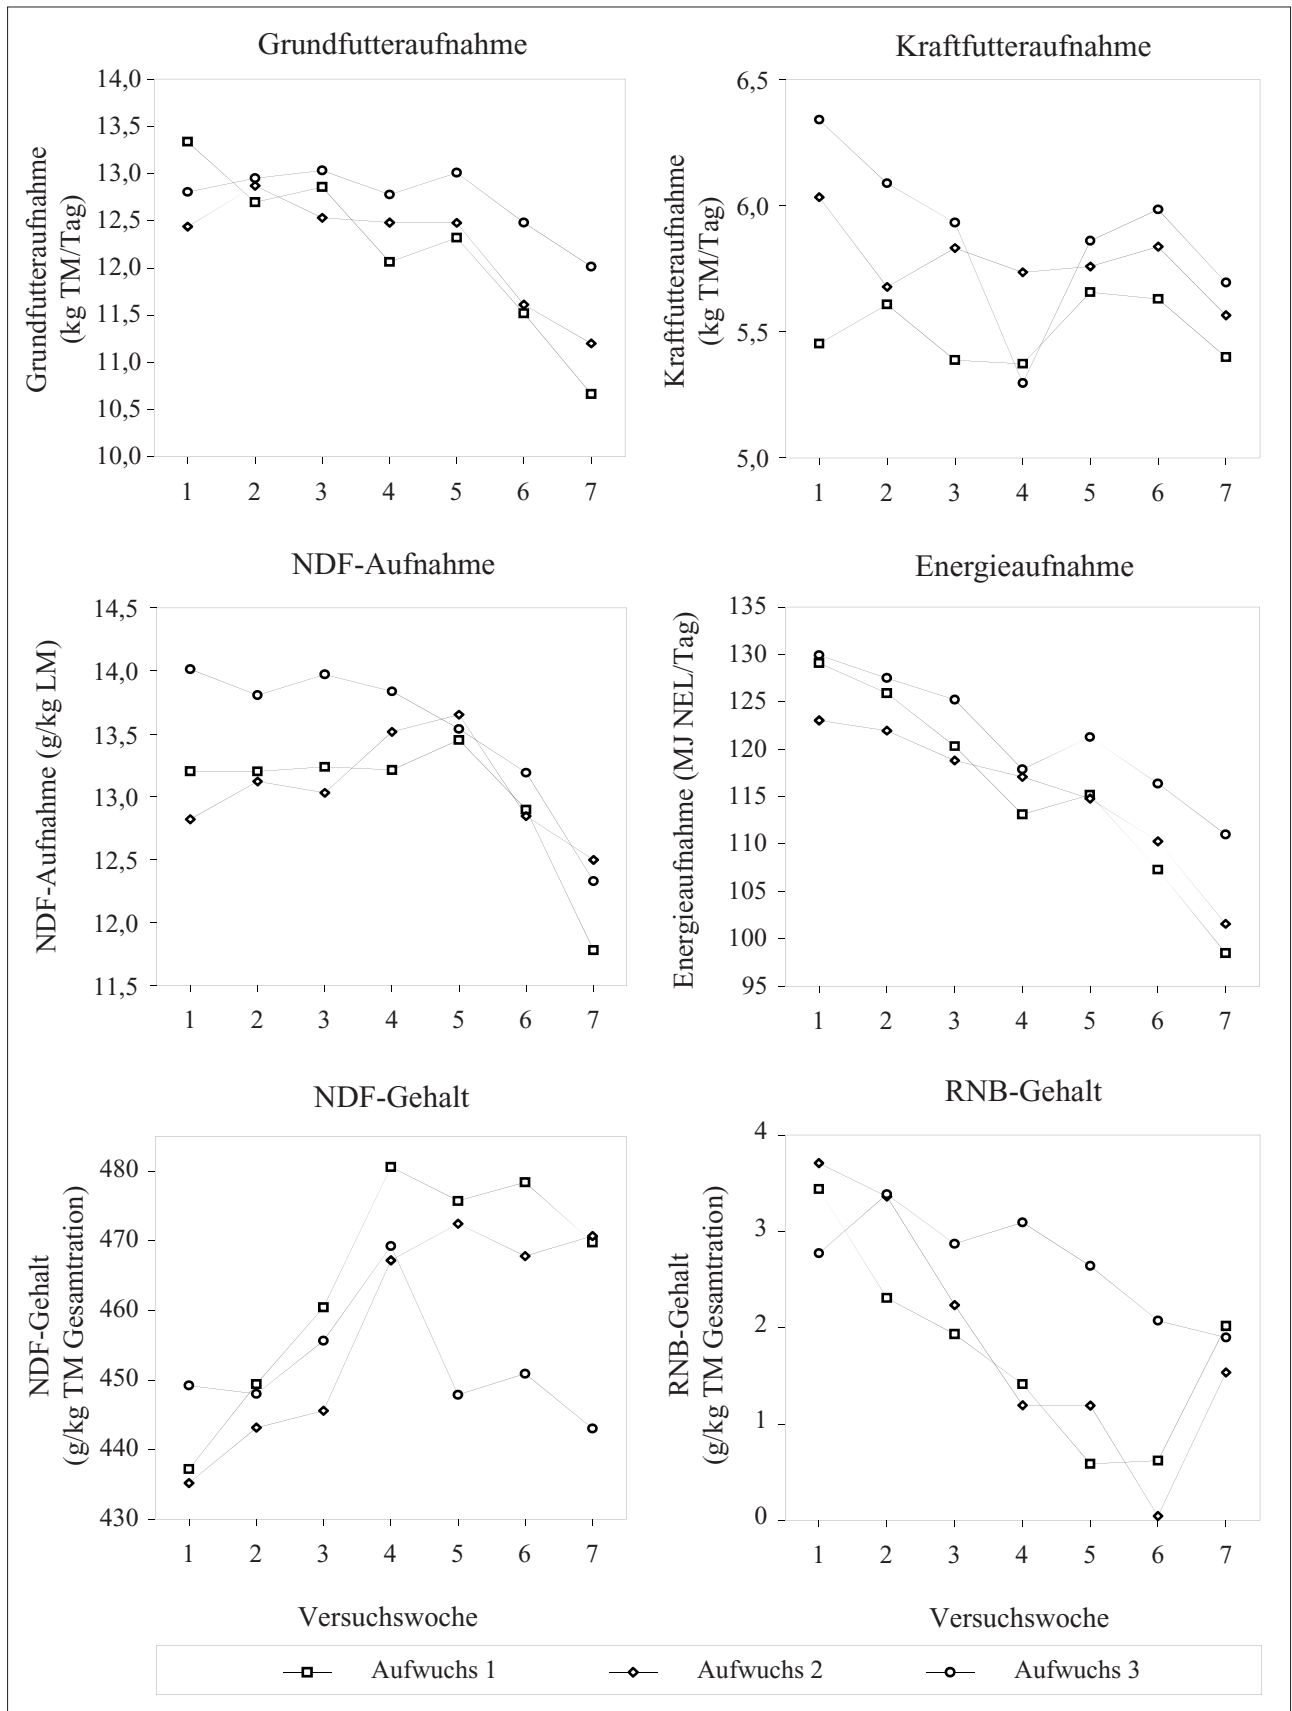 Grundfutteraufnahme
Grundfutteraufnahme
(kg TM/Tag)
14,0
13,5
13,0
12,5
12,0
11,5
11,0
10,5
10,0
1 2 3 4 5 6 7
Kraftfutteraufnahme
Kraftfutteraufnahme
(kg TM/Tag)
6,5
6,0
5,5
5,0
1 2 3 4 5 6 7
NDF-Aufnahme
NDF-Aufnahme (g/kg LM)
14,5
14,0
13,5
13,0
12,5
12,0
11,5
1 2 3 4 5 6 7
Energieaufnahme
Energieaufnahme (MJ NEL/Tag)
135
130
125
120
115
110
105
100
95
1 2 3 4 5 6 7
NDF-Gehalt
NDF-Gehalt
(g/kg TM Gesamtration)
480
470
460
450
440
430
1 2 3 4 5 6 7
Versuchswoche
RNB-Gehalt
RNB-Gehalt
(g/kg TM Gesamtration)
4
3
2
1
0
1 2 3 4 5 6 7
Versuchswoche
Aufwuchs 1 Aufwuchs 2 Aufwuchs 3